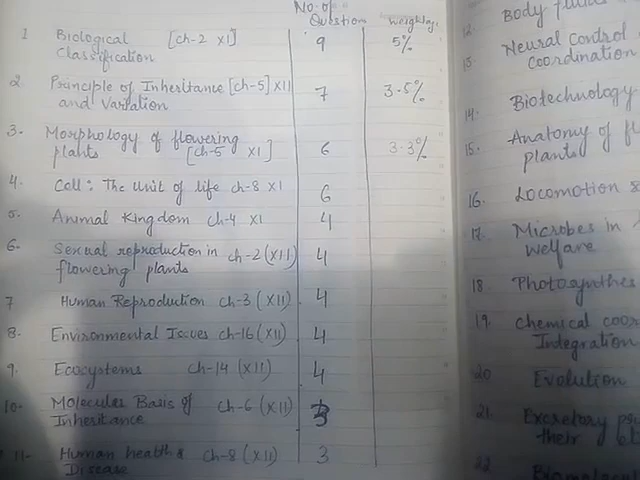 No. of
Question
Weightage
1 Biological [ch-2 XI] 9 5%
Classification
2 Principle of Inheritance [ch-5] XII 7 3.5%
and Variation
3. Morphology of flowering 6 3.3%
plants [ch-5 XI]
4. Cell: The unit of life ch-8 XI 6
5. Animal Kingdom ch-4 XI 4
6. Sexual reproduction in ch-2 (XII) 4
flowering plants
7 Human Reproduction ch-3 (XII) 4
8. Environmental Issues ch-16 (XII) 4
9. Ecosystems ch-14 (XII) 4
10- Molecular Basis of ch-6 (XII) 3
Inheritance
11- Human health & ch-8 (XII) 3
Disease
12. Body fluids
13 Neural Control
coordination
14. Biotechnology
15. Anatomy of
plants
16. Locomotion &
17. Microbes in
welfare
18 Photosynthes
19. Chemical coor
Integration
20 Evolution
21. Excretory
their
22